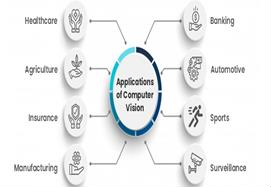 Healthcare
Banking
Agriculture
Automotive
Applications
of Computer
Vision
Insurance
Sports
Manufacturing
Surveillance